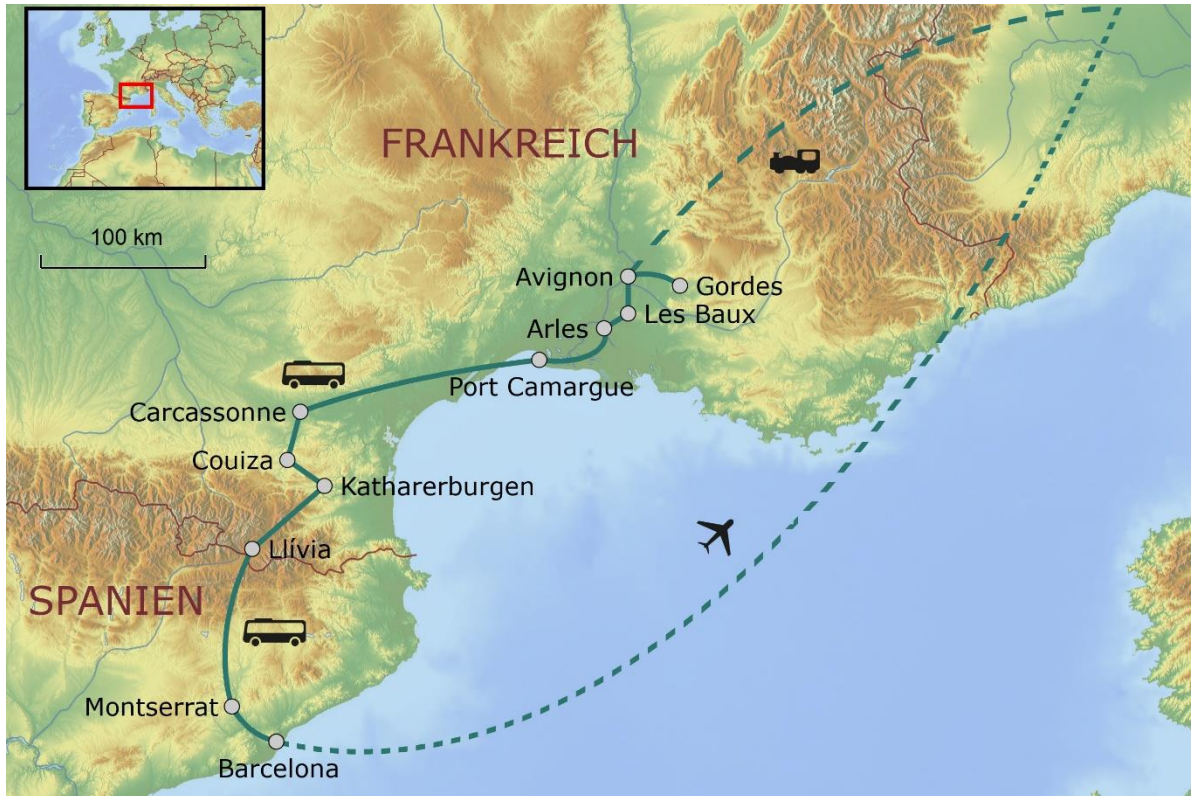 FRANKREICH
100 km
Avignon
Gordes
Les Baux
Arles
Port Camargue
Carcassonne
Couiza
Katharerburgen
Llívia
SPANIEN
Montserrat
Barcelona